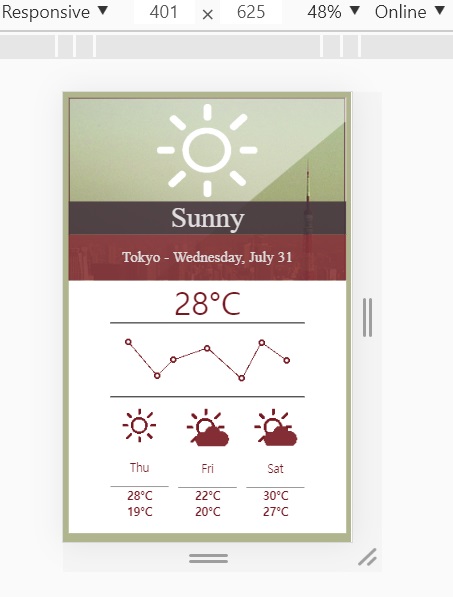 Responsive ▼ 401 × 625 48% ▼ Online ▼
Sunny
Tokyo - Wednesday, July 31
28°C
Thu Fri Sat
28°C 22°C 30°C
19°C 20°C 27°C